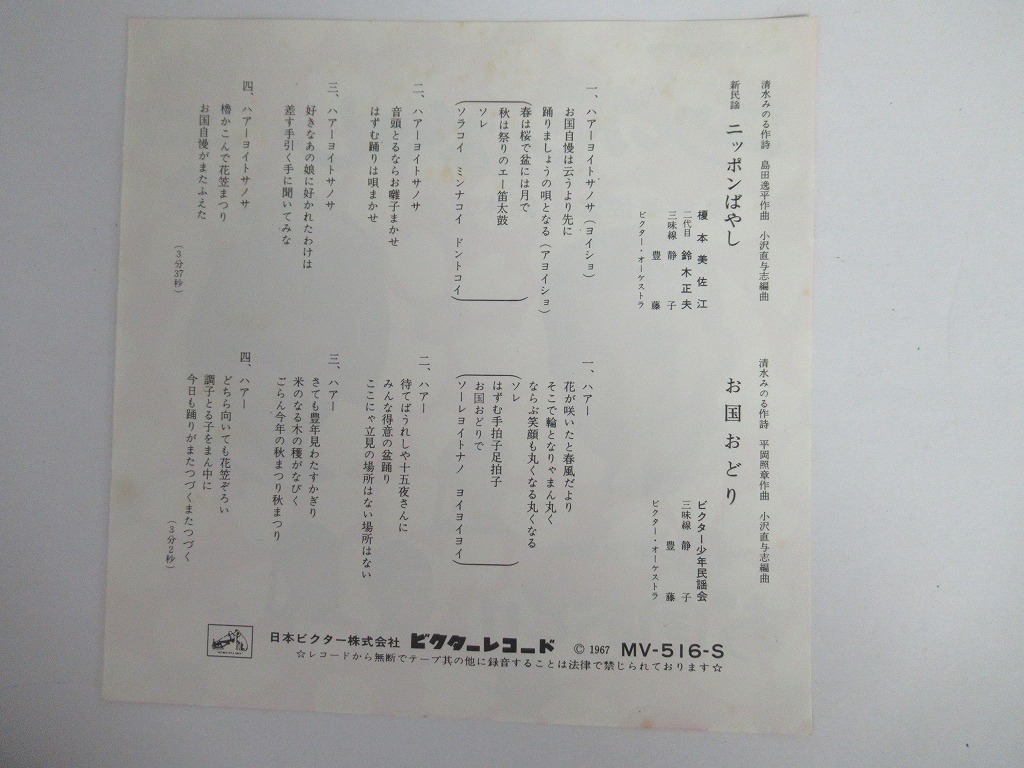 清水みのる作詩 島田逸平作曲 小沢直与志編曲
新民謡 ニッポンばやし
榎本美佐江
二代目 鈴木正夫
三味線 静子
豊藤
ビクター・オーケストラ
一、ハアーヨイトサノサ(ヨイショ)
お国自慢は云うより先に
踊りましょうの唄となる(アヨイショ)
春は桜で盆には月で
秋は祭りのエー笛太鼓
ソレ
ソラコイ ミンナコイ ドントコイ
二、ハアーヨイトサノサ
音頭とるならお囃子まかせ
はずむ踊りは唄まかせ
三、ハアーヨイトサノサ
好きなあの娘に好かれたわけは
差す手引く手に聞いてみな
四、ハアーヨイトサノサ
櫓かこんで花笠まつり
お国自慢がまたふえた
(3分37秒)
清水みのる作詩 平岡照章作曲 小沢直与志編曲
お国おどり
ビクター少年民謡会
三味線 静子
豊藤
ビクター・オーケストラ
一、ハアー
花が咲いたと春風だより
そこで輪となりゃまん丸く
ならぶ笑顔も丸くなる丸くなる
ソレ
はずむ手拍子足拍子
お国おどりで
ソーレヨイトナノ ヨイヨイヨイ
二、ハアー
待てばうれしや十五夜さんに
みんな得意の盆踊り
ここにゃ立見の場所はない場所はない
三、ハアー
さても豊年見わたすかぎり
米のなる木の穫がなびく
ごらん今年の秋まつり秋まつり
四、ハアー
どちら向いても花笠ぞろい
調子とる子をまん中に
今日も踊りがまたつづくまたつづく
(3分2秒)
日本ビクター株式会社 ビクターレコード © 1967 MV-516-S
☆レコードから無断でテープ其の他に録音することは法律で禁じられております☆